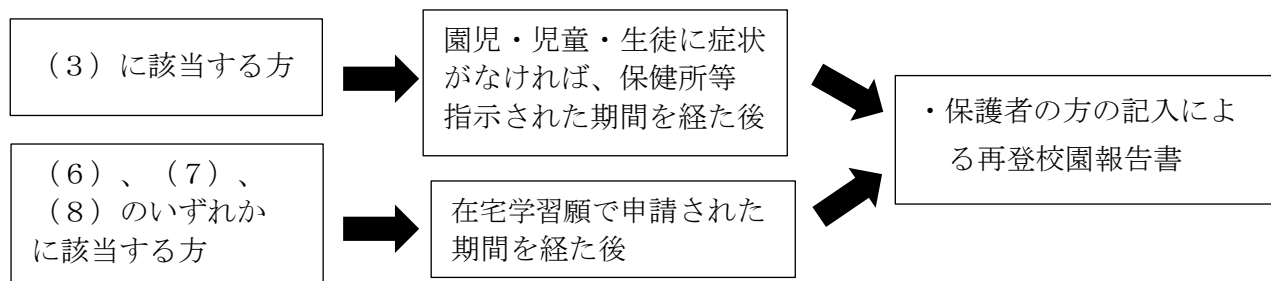 （３）に該当する方
園児・児童・生徒に症状
がなければ、保健所等
指示された期間を経た後
（６）、（７）、
（８）のいずれか
に該当する方
在宅学習願で申請された
期間を経た後
・保護者の方の記入によ
る再登校園報告書